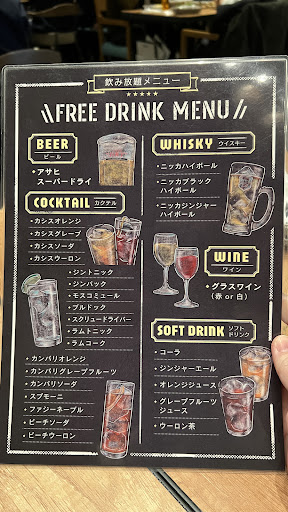 飲み放題メニュー
★★★★★
FREE DRINK MENU
BEER
ビール
・アサヒ
スーパードライ
COCKTAIL カクテル
・カシスオレンジ
・カシスグレープ
・カシスソーダ
・カシスウーロン
・ジントニック
・ジンバック
・モスコミュール
・ブルドック
・スクリュードライバー
・ラムトニック
・ラムコーク
・カンパリオレンジ
・カンパリグレープフルーツ
・カンパリソーダ
・スプモーニ
・ファジーネーブル
・ピーチソーダ
・ピーチウーロン
WHISKY ウイスキー
・ニッカハイボール
・ニッカブラック
ハイボール
・ニッカジンジャー
ハイボール
WINE
ワイン
・グラスワイン
(赤 or 白)
SOFT DRINK ソフト
ドリンク
・コーラ
・ジンジャーエール
・オレンジジュース
・グレープフルーツ
ジュース
・ウーロン茶